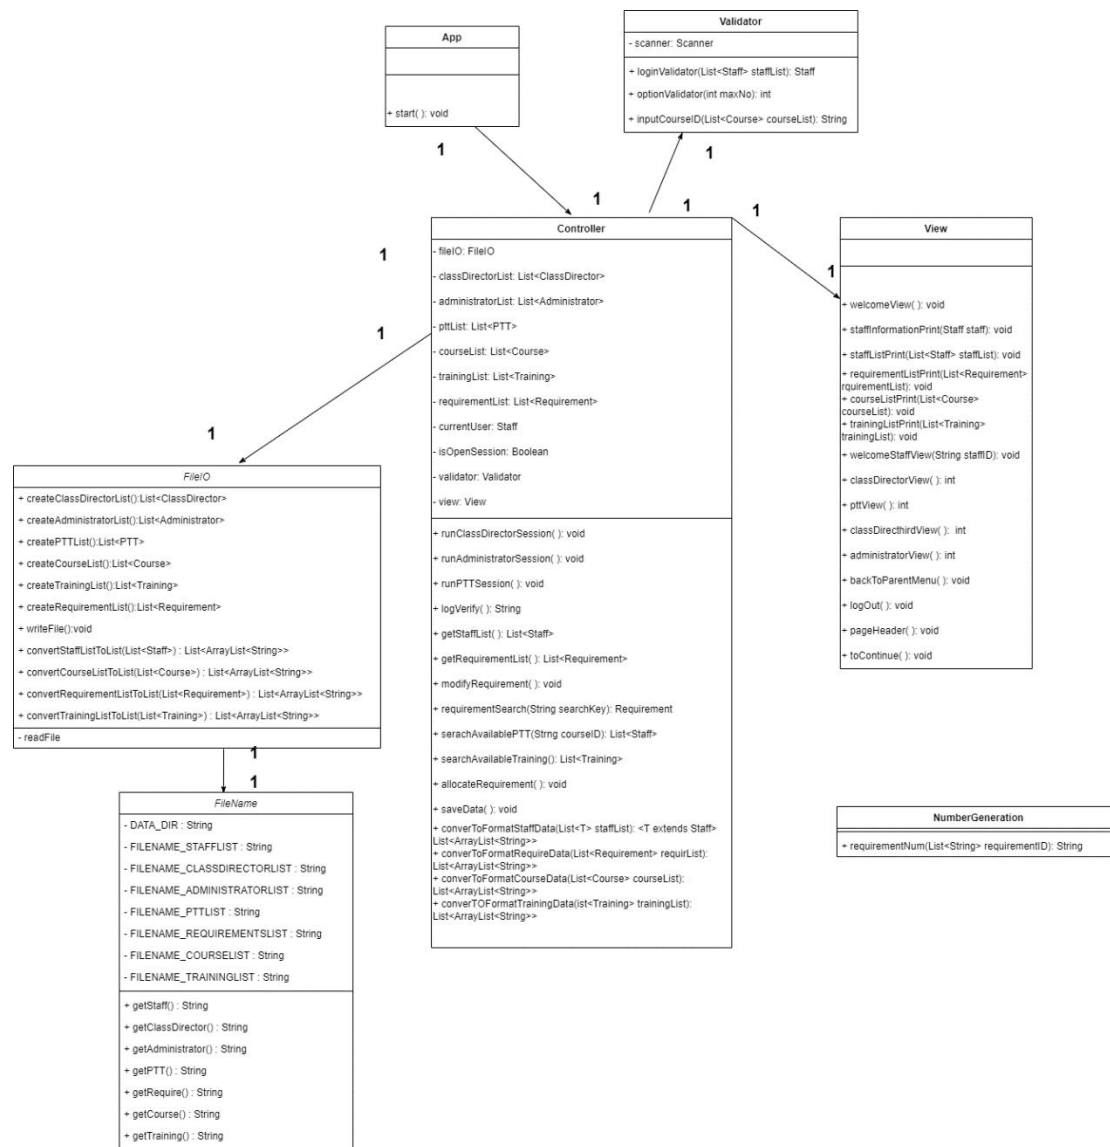 App
+ start( ): void
Validator
- scanner: Scanner
+ loginValidator(List<Staff> staffList): Staff
+ optionValidator(int maxNo): int
+ inputCourseID(List<Course> courseList): String
1
1
1
1
1
1
1
1
1
Controller
- fileIO: FileIO
- classDirectorList: List<ClassDirector>
- administratorList: List<Administrator>
- pttList: List<PTT>
- courseList: List<Course>
- trainingList: List<Training>
- requirementList: List<Requirement>
- currentUser: Staff
- isOpenSession: Boolean
- validator: Validator
- view: View
+ runClassDirectorSession( ): void
+ runAdministratorSession( ): void
+ runPTTSession( ): void
+ logVerify( ): String
+ getStaffList( ): List<Staff>
+ getRequirementList( ): List<Requirement>
+ modifyRequirement( ): void
+ requirementSearch(String searchKey): Requirement
+ serachAvailablePTT(Strng courseID): List<Staff>
+ searchAvailableTraining(): List<Training>
+ allocateRequirement( ): void
+ saveData( ): void
+ converToFormatStaffData(List<T> staffList): <T extends Staff>
List<ArrayList<String>>
+ converToFormatRequireData(List<Requirement> requirList):
List<ArrayList<String>>
+ converToFormatCourseData(List<Course> courseList):
List<ArrayList<String>>
+ converTOFormatTrainingData(ist<Training> trainingList):
List<ArrayList<String>>
View
+ welcomeView( ): void
+ staffInformationPrint(Staff staff): void
+ staffListPrint(List<Staff> staffList): void
+ requirementListPrint(List<Requirement>
rquirementList): void
+ courseListPrint(List<Course>
courseList): void
+ trainingListPrint(List<Training>
trainingList): void
+ welcomeStaffView(String staffID): void
+ classDirectorView( ): int
+ pttView( ): int
+ classDirecthirdView( ): int
+ administratorView( ): int
+ backToParentMenu( ): void
+ logOut( ): void
+ pageHeader( ): void
+ toContinue( ): void
FileIO
+ createClassDirectorList():List<ClassDirector>
+ createAdministratorList():List<Administrator>
+ createPTTList():List<PTT>
+ createCourseList():List<Course>
+ createTrainingList():List<Training>
+ createRequirementList():List<Requirement>
+ writeFile():void
+ convertStaffListToList(List<Staff>) : List<ArrayList<String>>
+ convertCourseListToList(List<Course>) : List<ArrayList<String>>
+ convertRequirementListToList(List<Requirement>) : List<ArrayList<String>>
+ convertTrainingListToList(List<Training>) : List<ArrayList<String>>
- readFile
1
1
FileName
- DATA_DIR : String
- FILENAME_STAFFLIST : String
- FILENAME_CLASSDIRECTORLIST : String
- FILENAME_ADMINISTRATORLIST : String
- FILENAME_PTTLIST : String
- FILENAME_REQUIREMENTSLIST : String
- FILENAME_COURSELIST : String
- FILENAME_TRAININGLIST : String
+ getStaff() : String
+ getClassDirector() : String
+ getAdministrator() : String
+ getPTT() : String
+ getRequire() : String
+ getCourse() : String
+ getTraining() : String
NumberGeneration
+ requirementNum(List<String> requirementID): String